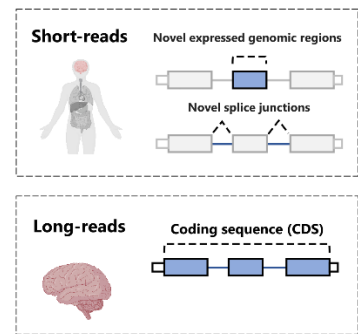 Short-reads
Novel expressed genomic regions
Novel splice junctions
Long-reads
Coding sequence (CDS)